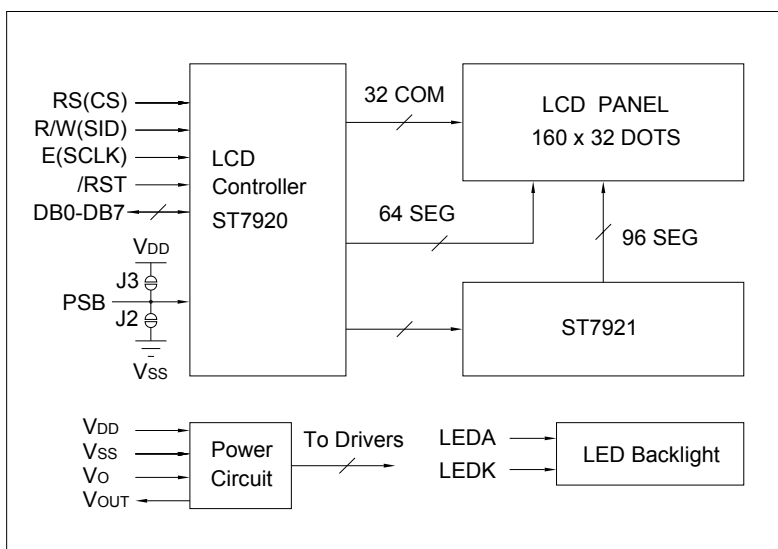 RS(CS)
R/W(SID)
E(SCLK)
/RST
DB0-DB7
VDD
J3
PSB
J2
VSS
LCD
Controller
ST7920
32 COM
64 SEG
LCD PANEL
160 x 32 DOTS
96 SEG
ST7921
VDD
VSS
VO
VOUT
Power
Circuit
To Drivers
LEDA
LEDK
LED Backlight